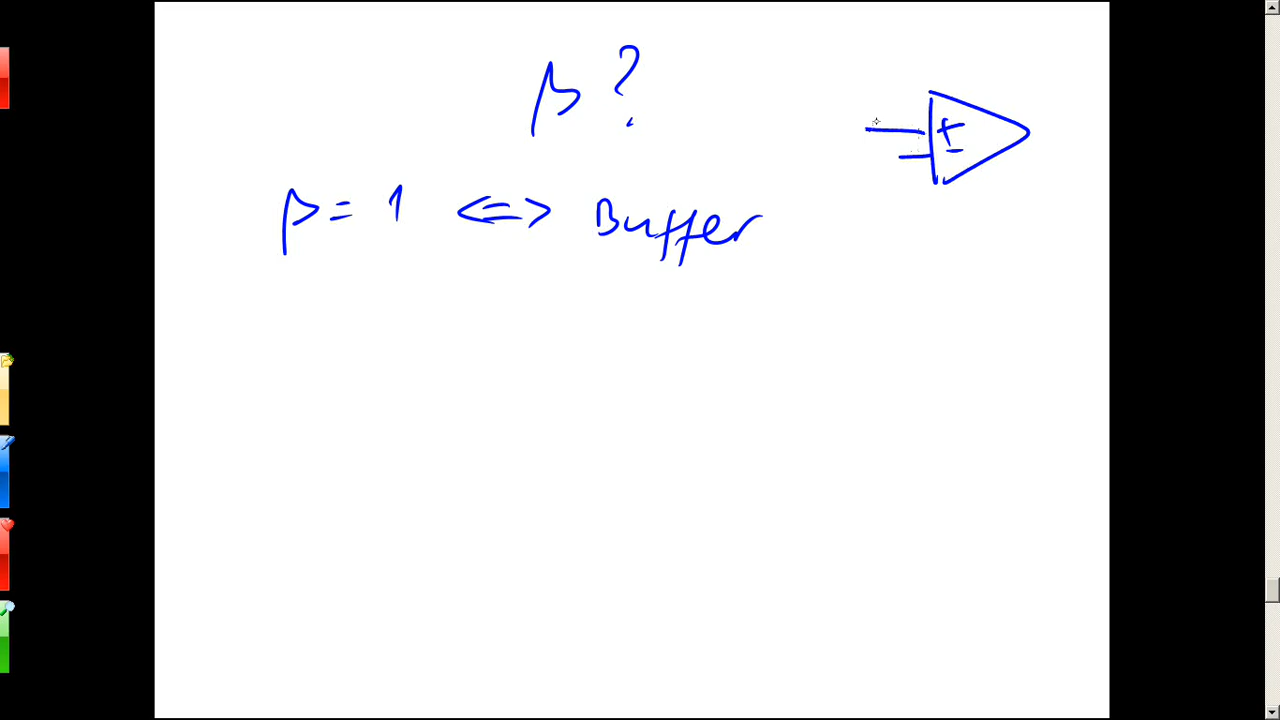 β ?
β = 1 <=> Buffer
+
-